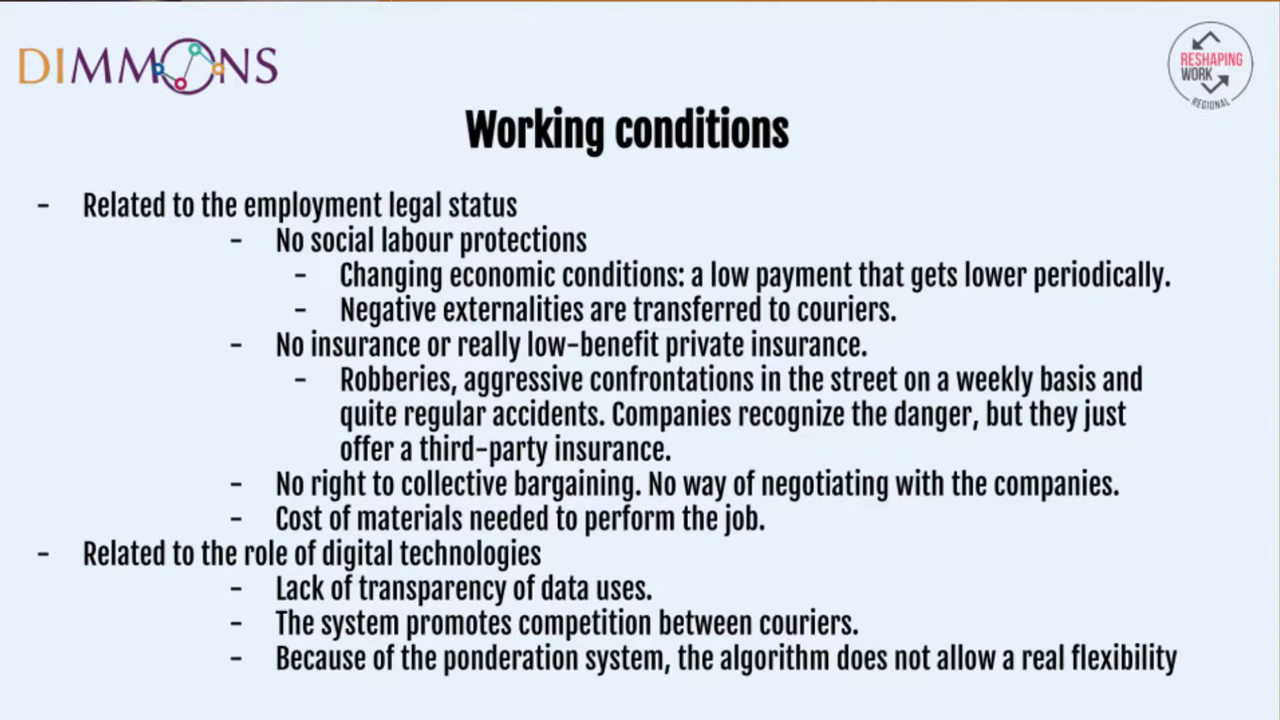 DIMMONS
RESHAPING
WORK
REGIONAL
Working conditions
- Related to the employment legal status
- No social labour protections
- Changing economic conditions: a low payment that gets lower periodically.
- Negative externalities are transferred to couriers.
- No insurance or really low-benefit private insurance.
- Robberies, aggressive confrontations in the street on a weekly basis and
quite regular accidents. Companies recognize the danger, but they just
offer a third-party insurance.
- No right to collective bargaining. No way of negotiating with the companies.
- Cost of materials needed to perform the job.
- Related to the role of digital technologies
- Lack of transparency of data uses.
- The system promotes competition between couriers.
- Because of the ponderation system, the algorithm does not allow a real flexibility